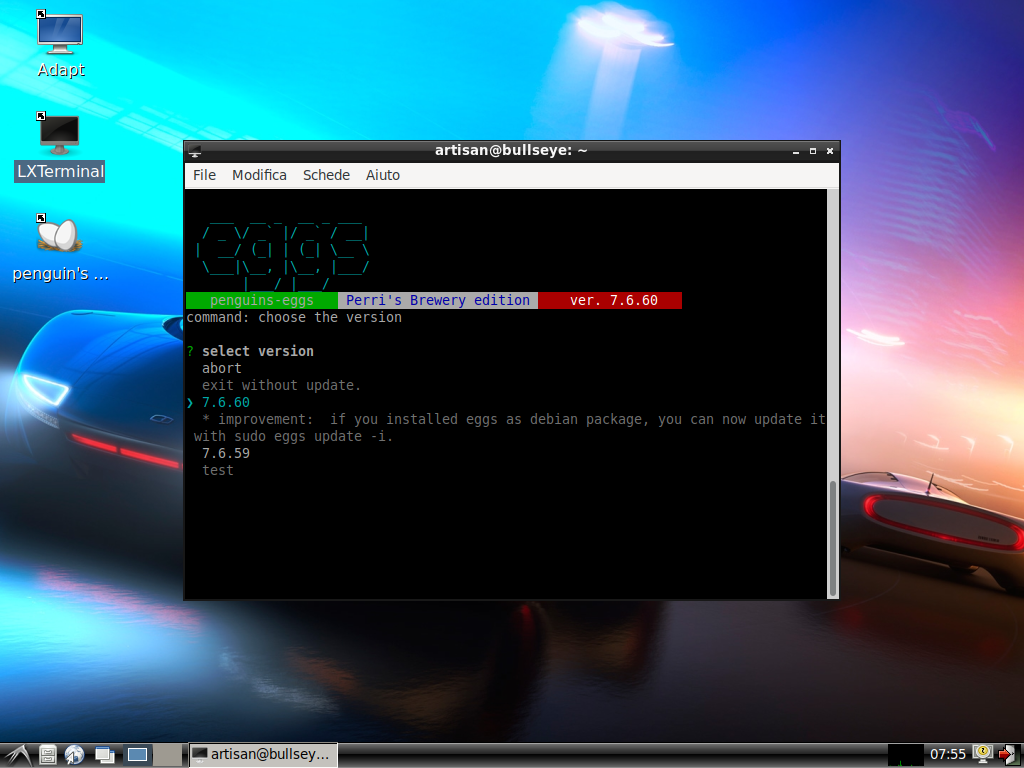 Adapt
LXTerminal
penguin's ...
artisan@bullseye: ~
File Modifica Schede Aiuto
eggs
penguins-eggs Perri's Brewery edition ver. 7.6.60
command: choose the version
? select version
abort
exit without update.
❯ 7.6.60
* improvement: if you installed eggs as debian package, you can now update it
with sudo eggs update -i.
7.6.59
test
artisan@bullsey... 07:55